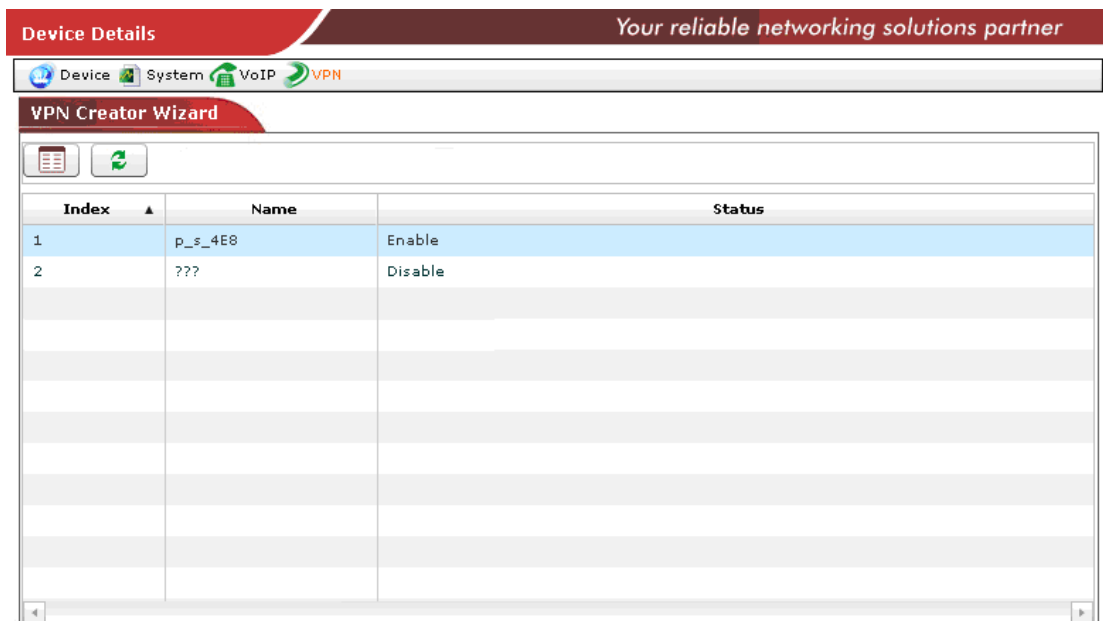 Device Details
Your reliable networking solutions partner
Device System VoIP VPN
VPN Creator Wizard
Index ▲ Name Status
1 p_s_4E8 Enable
2 ??? Disable